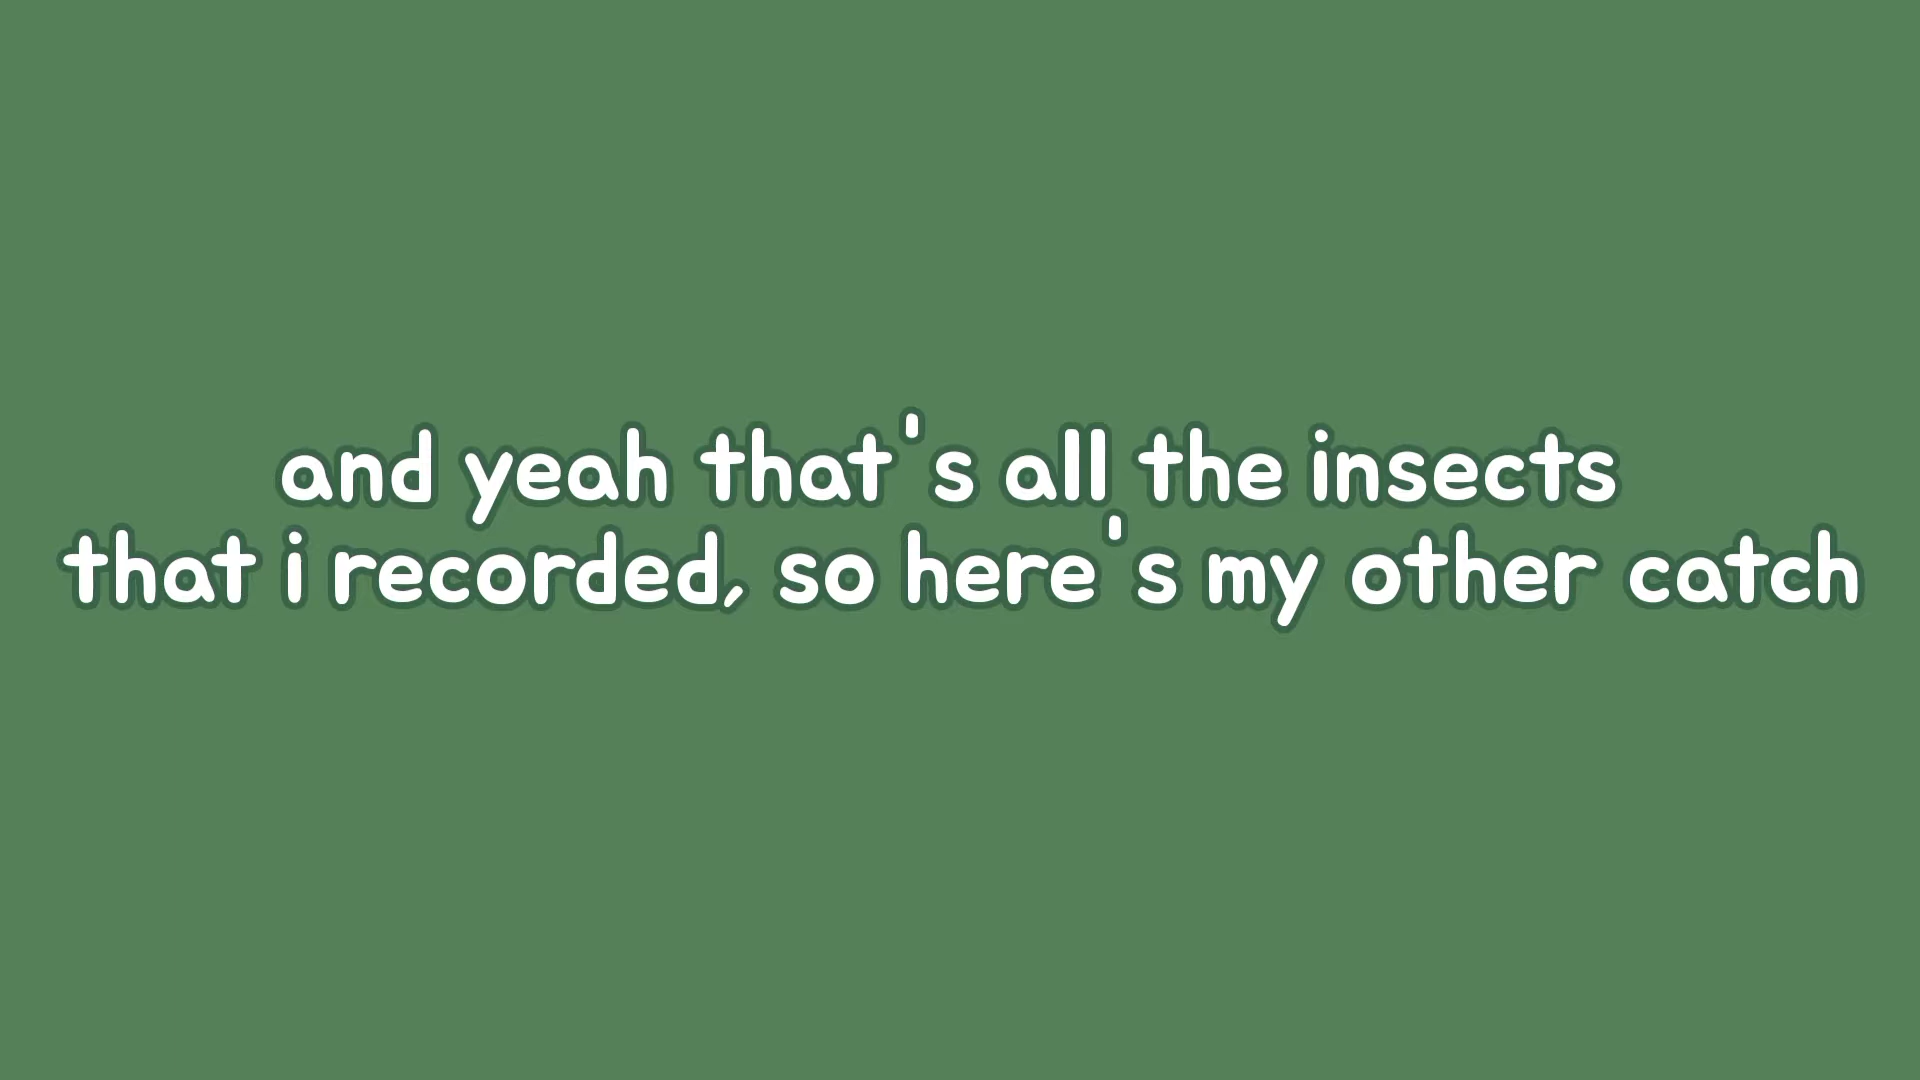 and yeah that's all the insects
that i recorded, so here's my other catch